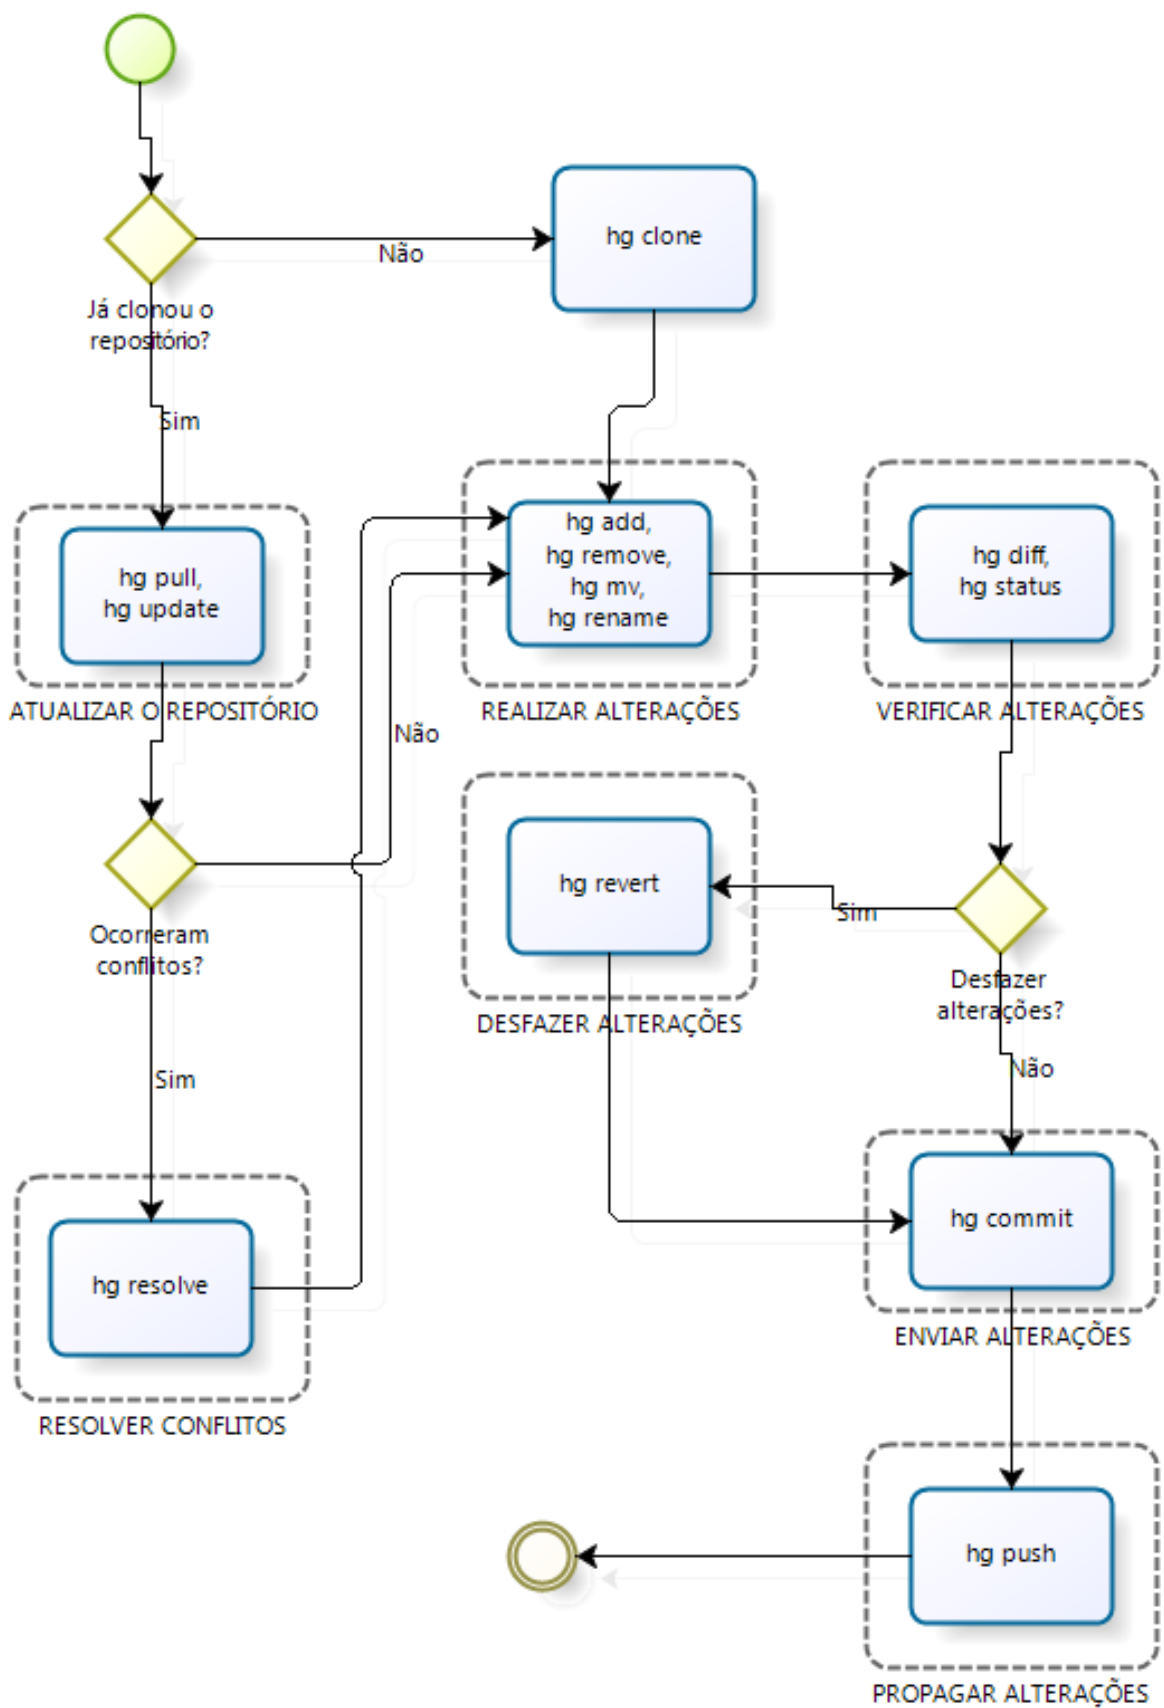 hg clone
Não
Já clonou o
repositório?
Sim
hg add,
hg remove,
hg mv,
hg rename
hg diff,
hg status
hg pull,
hg update
ATUALIZAR O REPOSITÓRIO
REALIZAR ALTERAÇÕES
VERIFICAR ALTERAÇÕES
Não
hg revert
Sim
Ocorreram
conflitos?
Desfazer
alterações?
DESFAZER ALTERAÇÕES
Não
Sim
hg commit
hg resolve
ENVIAR ALTERAÇÕES
RESOLVER CONFLITOS
hg push
PROPAGAR ALTERAÇÕES